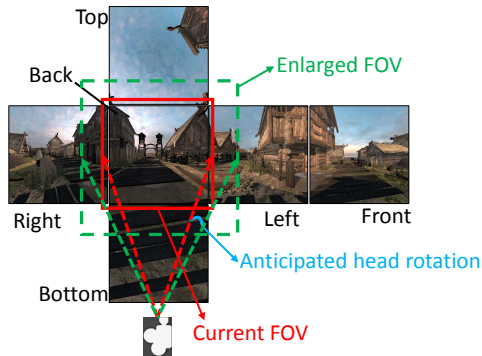 Top
Enlarged FOV
Back
Right
Left
Front
Anticipated head rotation
Bottom
Current FOV